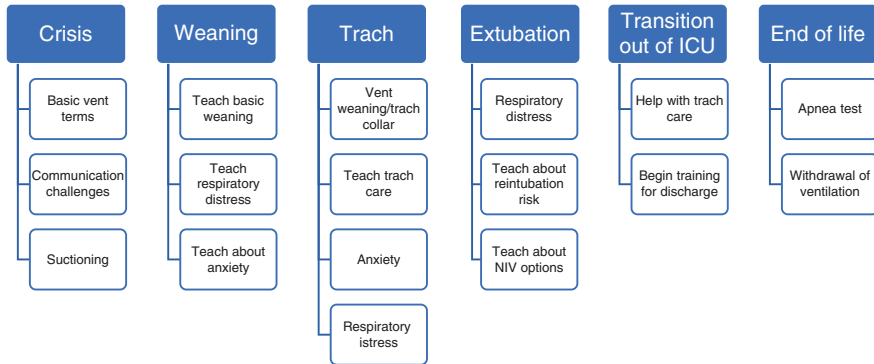 Crisis
Basic vent
terms
Communication
challenges
Suctioning
Weaning
Teach basic
weaning
Teach
respiratory
distress
Teach about
anxiety
Trach
Vent
weaning/trach
collar
Teach trach
care
Anxiety
Respiratory
istress
Extubation
Respiratory
distress
Teach about
reintubation
risk
Teach about
NIV options
Transition
out of ICU
Help with trach
care
Begin training
for discharge
End of life
Apnea test
Withdrawal of
ventilation